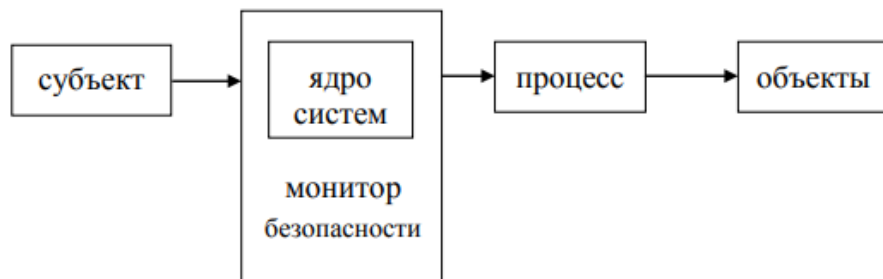 субъект
ядро
систем
монитор
безопасности
процесс
объекты